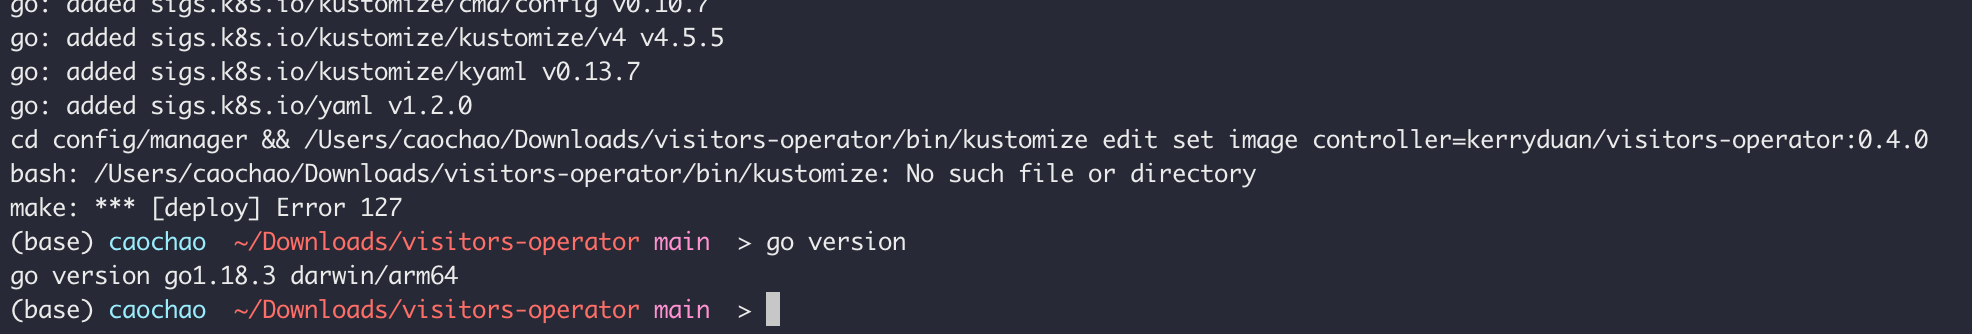 go: added sigs.k8s.io/kustomize/cmd/config v0.10.7
go: added sigs.k8s.io/kustomize/kustomize/v4 v4.5.5
go: added sigs.k8s.io/kustomize/kyaml v0.13.7
go: added sigs.k8s.io/yaml v1.2.0
cd config/manager && /Users/caochao/Downloads/visitors-operator/bin/kustomize edit set image controller=kerryduan/visitors-operator:0.4.0
bash: /Users/caochao/Downloads/visitors-operator/bin/kustomize: No such file or directory
make: *** [deploy] Error 127
(base) caochao  ~/Downloads/visitors-operator main  > go version
go version go1.18.3 darwin/arm64
(base) caochao  ~/Downloads/visitors-operator main  >